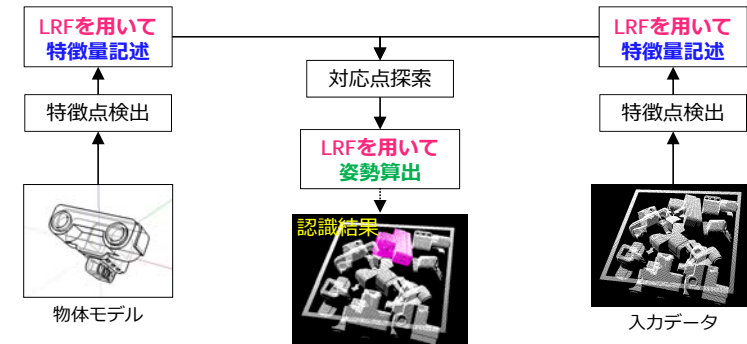 LRFを用いて
特徴量記述
特徴点検出
物体モデル
対応点探索
LRFを用いて
姿勢算出
認識結果
LRFを用いて
特徴量記述
特徴点検出
入力データ